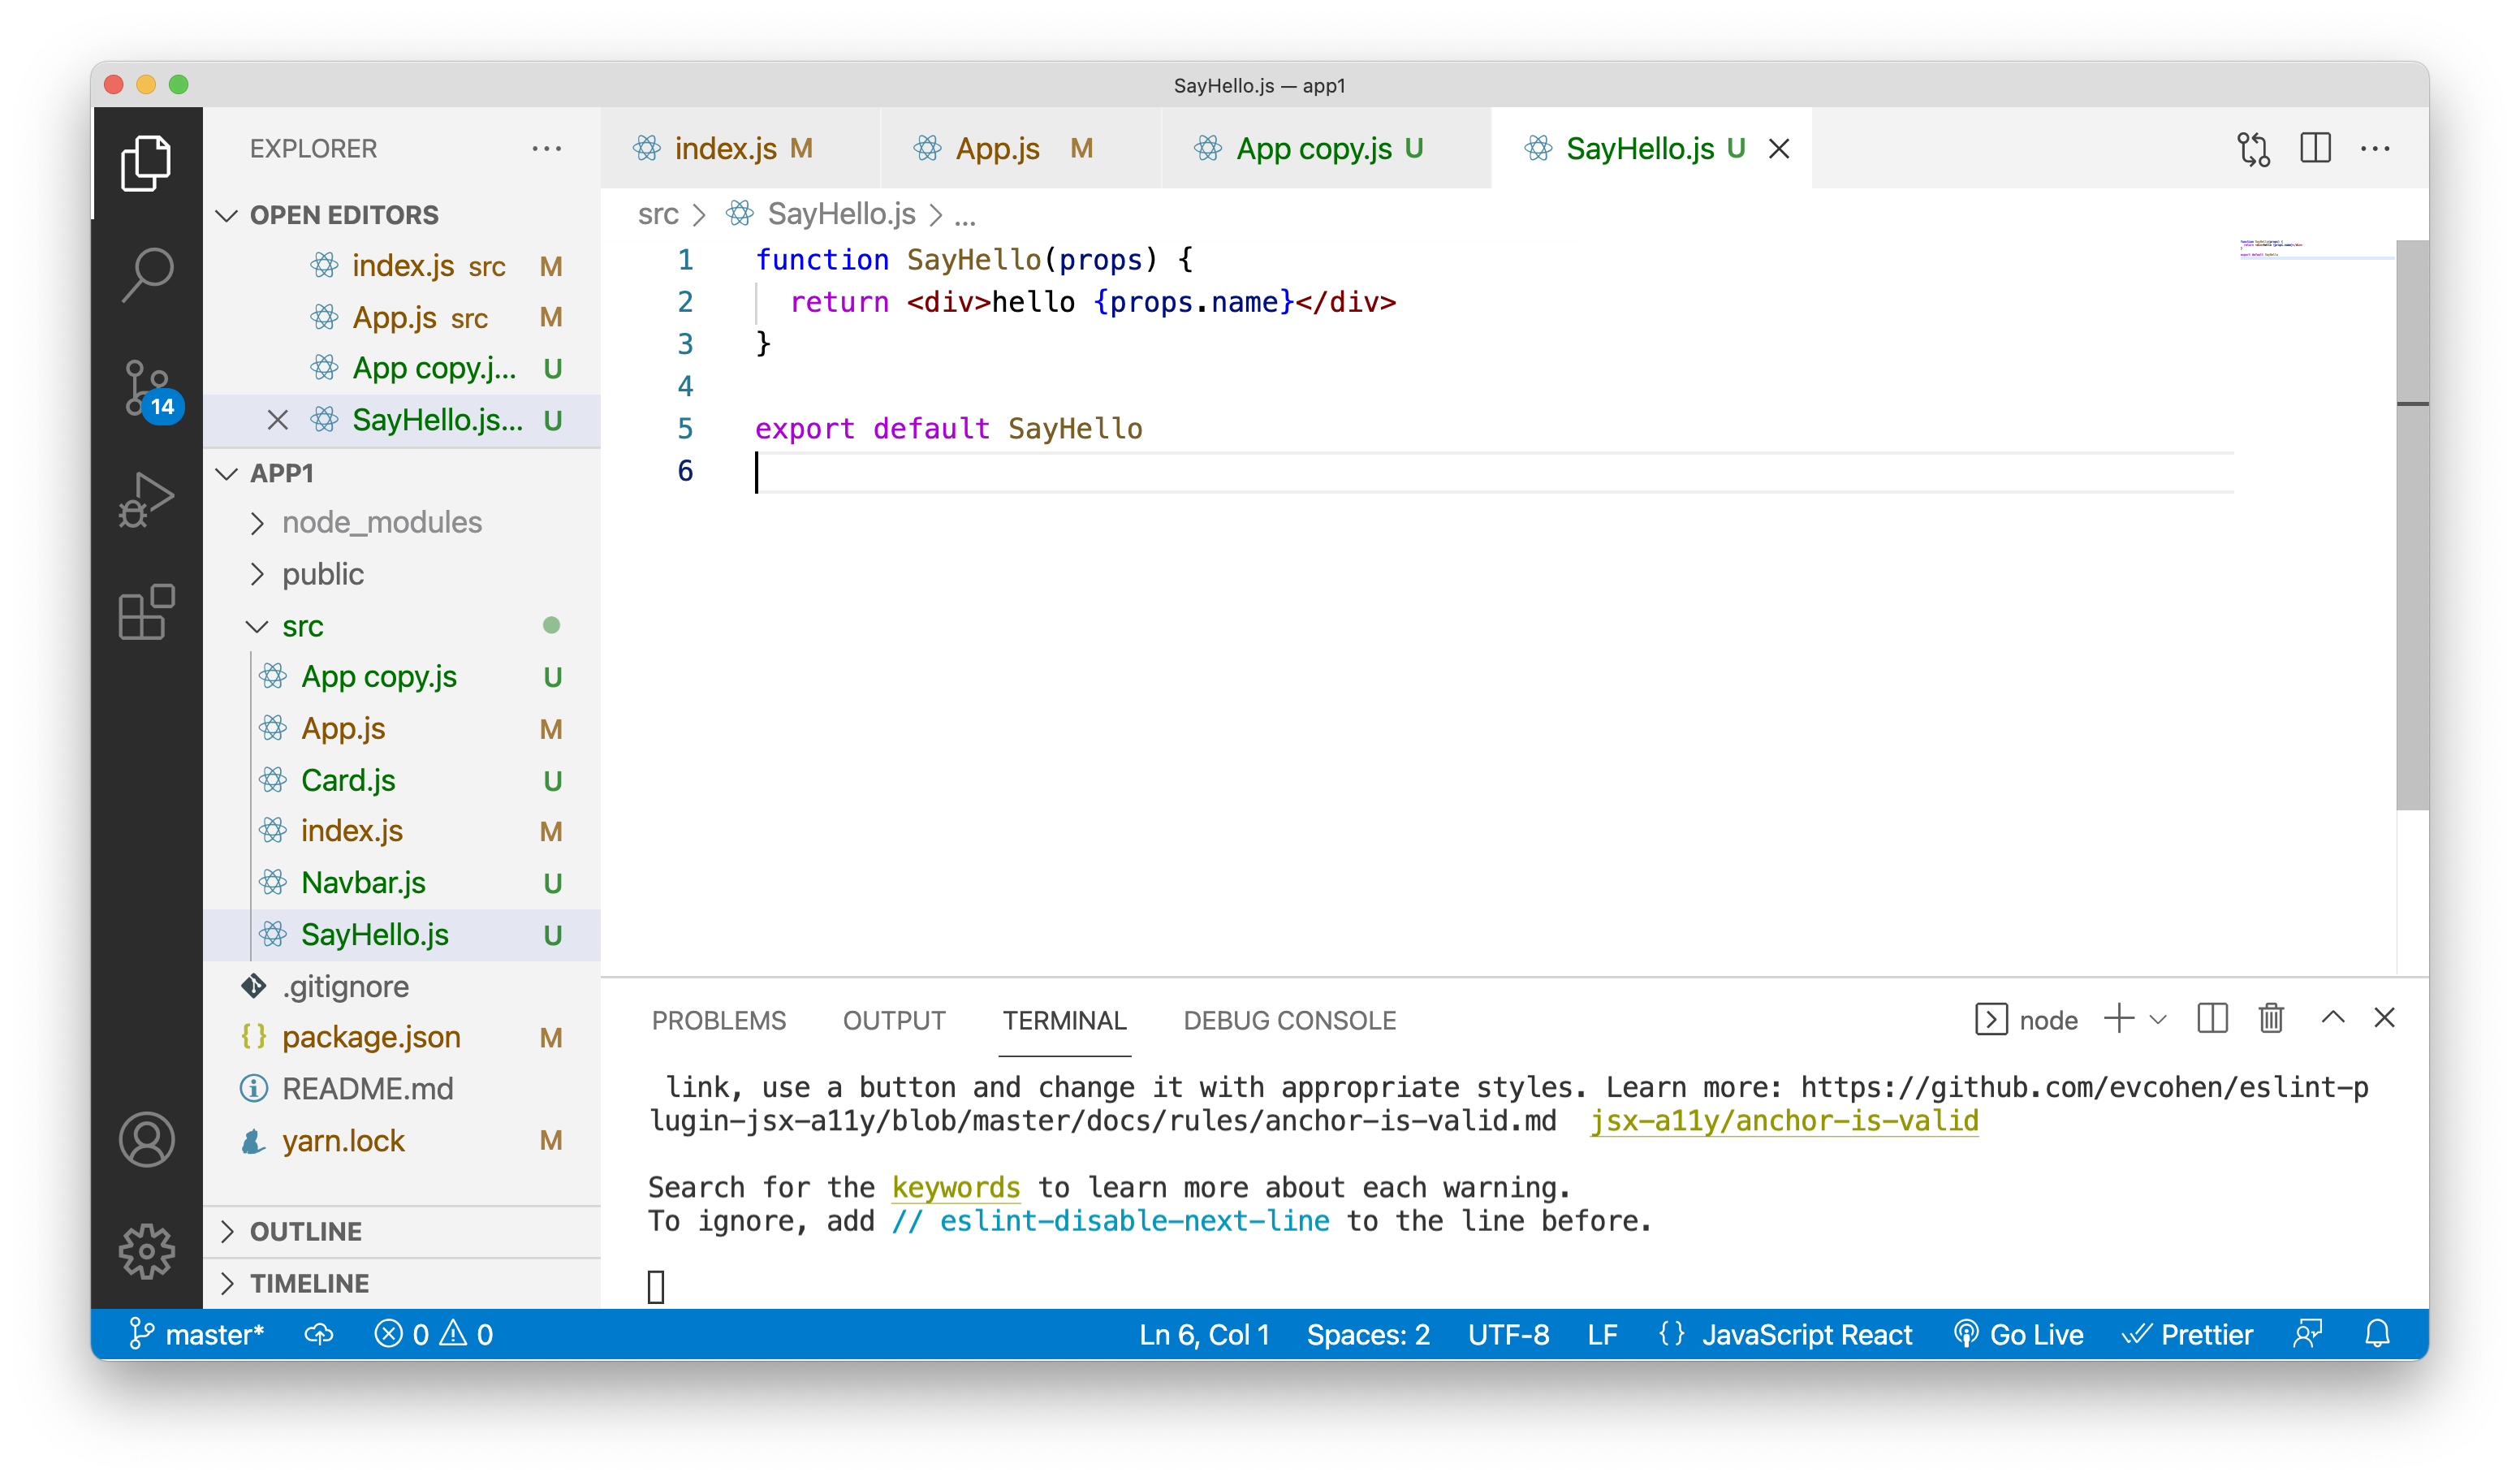 SayHello.js — app1
EXPLORER
OPEN EDITORS
index.js src M
App.js src M
App copy.j... U
SayHello.js... U
APP1
node_modules
public
src
App copy.js U
App.js M
Card.js U
index.js M
Navbar.js U
SayHello.js U
.gitignore
package.json M
README.md
yarn.lock M
OUTLINE
TIMELINE
14
index.js M App.js M App copy.js U SayHello.js U
src > SayHello.js > ...
1 function SayHello(props) {
2 return <div>hello {props.name}</div>
3 }
4
5 export default SayHello
6
PROBLEMS OUTPUT TERMINAL DEBUG CONSOLE node
link, use a button and change it with appropriate styles. Learn more: https://github.com/evcohen/eslint-p
lugin-jsx-a11y/blob/master/docs/rules/anchor-is-valid.md jsx-a11y/anchor-is-valid
Search for the keywords to learn more about each warning.
To ignore, add // eslint-disable-next-line to the line before.
master* 0 0 Ln 6, Col 1 Spaces: 2 UTF-8 LF {} JavaScript React Go Live Prettier